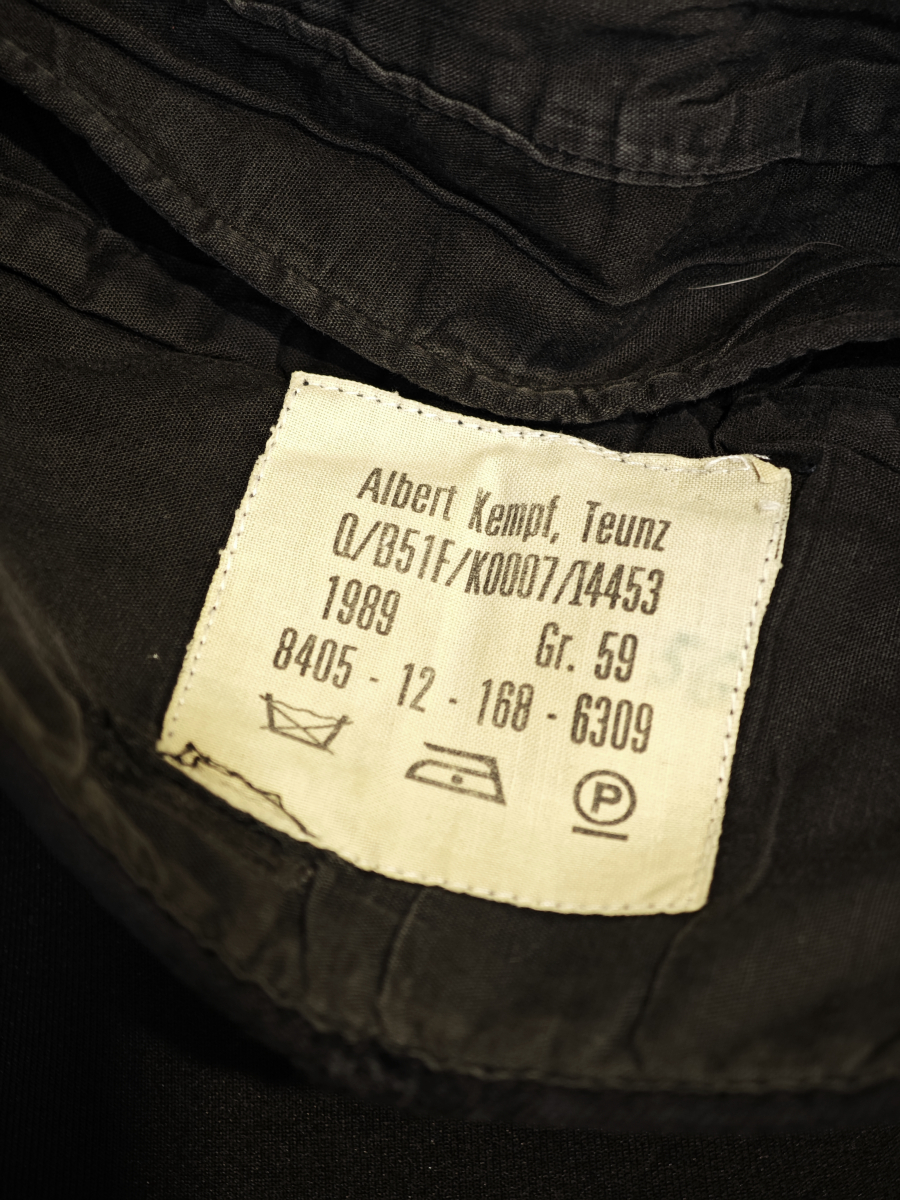 Albert Kempf, Teunz
Q/B51F/K0007/14453
1989 Gr. 59
8405 - 12 - 168 - 6309
P